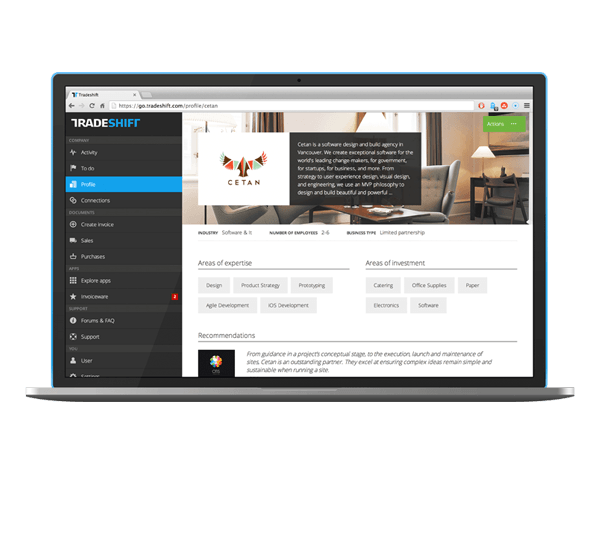 Tradeshift
https://go.tradeshift.com/profile/cetan
TRADESHIFT
COMPANY
Activity
To do
Profile
Connections
DOCUMENTS
Create invoice
Sales
Purchases
APPS
Explore apps
Invoiceware 2
SUPPORT
Forums & FAQ
Support
User
Actions
CETAN
Cetan is a software design and build agency in
Vancouver. We create exceptional software for the
world's leading change-makers, for government,
for startups, for business, and more. From
strategy to user experience design, visual design,
and engineering, we use an MVP philosophy to
design and build beautiful and powerful ...
INDUSTRY Software & It NUMBER OF EMPLOYEES 2-6 BUSINESS TYPE Limited partnership
Areas of expertise
Design Product Strategy Prototyping
Agile Development iOS Development
Areas of investment
Catering Office Supplies Paper
Electronics Software
Recommendations
From guidance in a project's conceptual stage, to the execution, launch and maintenance of
sites. Cetan is an outstanding partner. They excel at ensuring complex ideas remain simple and
sustainable when running a site.